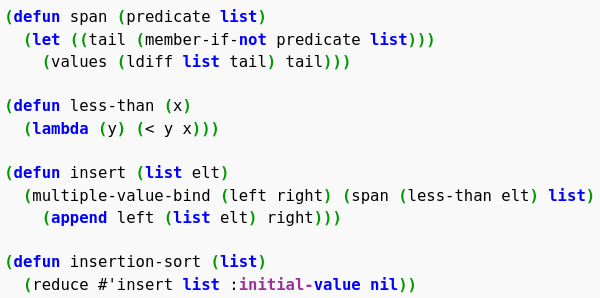 (defun span (predicate list)
  (let ((tail (member-if-not predicate list)))
    (values (ldiff list tail) tail)))

(defun less-than (x)
  (lambda (y) (< y x)))

(defun insert (list elt)
  (multiple-value-bind (left right) (span (less-than elt) list)
    (append left (list elt) right)))

(defun insertion-sort (list)
  (reduce #'insert list :initial-value nil))